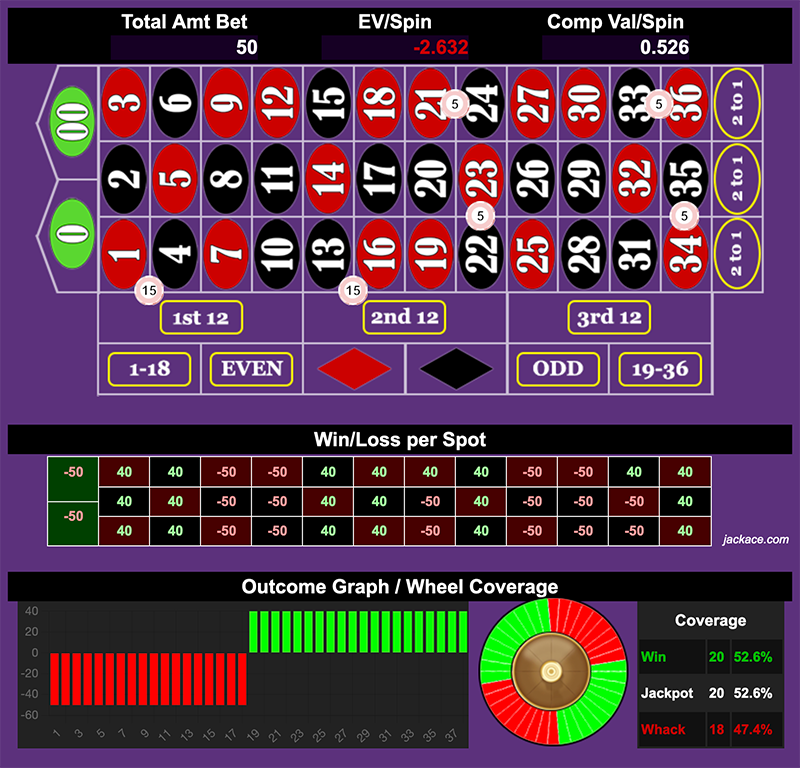 Total Amt Bet EV/Spin Comp Val/Spin
50 -2.632 0.526
00 3 6 9 12 15 18 21 5 24 27 30 33 5 36 2 to 1
2 5 8 11 14 17 20 23 26 29 32 35 2 to 1
5 5
0 1 4 7 10 13 16 19 22 25 28 31 34 2 to 1
15 15
1st 12 2nd 12 3rd 12
1-18 EVEN ODD 19-36
Win/Loss per Spot
-50 40 40 -50 -50 40 40 40 40 -50 -50 40 40
40 40 -50 -50 40 40 -50 40 -50 -50 -50 40
-50 40 40 -50 -50 40 40 -50 40 -50 -50 -50 40
jackace.com
Outcome Graph / Wheel Coverage
40
20
0
-20
-40
-60
1 3 5 7 9 11 13 15 17 19 21 23 25 27 29 31 33 35 37
Coverage
Win 20 52.6%
Jackpot 20 52.6%
Whack 18 47.4%